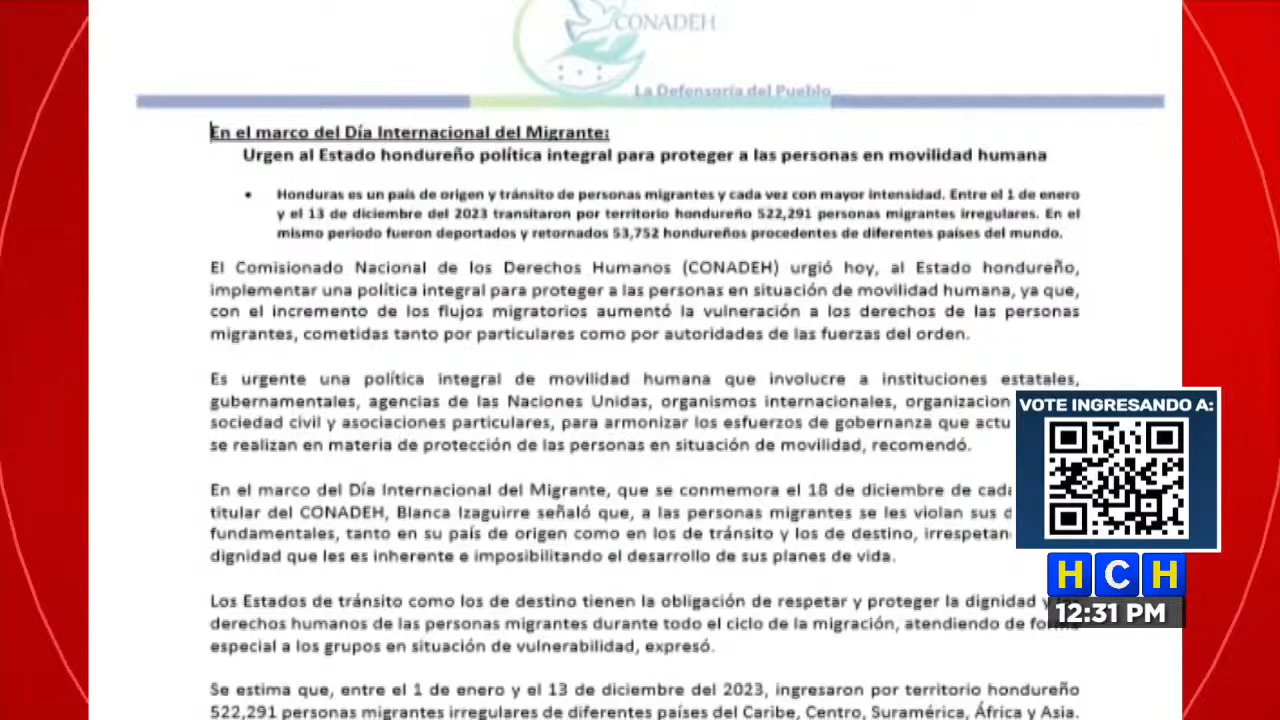 CONADEH
La Defensoría del Pueblo
En el marco del Día Internacional del Migrante:
Urgen al Estado hondureño política integral para proteger a las personas en movilidad humana
• Honduras es un país de origen y tránsito de personas migrantes y cada vez con mayor intensidad. Entre el 1 de enero
y el 13 de diciembre del 2023 transitaron por territorio hondureño 522,291 personas migrantes irregulares. En el
mismo periodo fueron deportados y retornados 53,752 hondureños procedentes de diferentes países del mundo.
El Comisionado Nacional de los Derechos Humanos (CONADEH) urgió hoy, al Estado hondureño,
implementar una política integral para proteger a las personas en situación de movilidad humana, ya que,
con el incremento de los flujos migratorios aumentó la vulneración a los derechos de las personas
migrantes, cometidas tanto por particulares como por autoridades de las fuerzas del orden.
Es urgente una política integral de movilidad humana que involucre a instituciones estatales,
gubernamentales, agencias de las Naciones Unidas, organismos internacionales, organizacion
sociedad civil y asociaciones particulares, para armonizar los esfuerzos de gobernanza que actu
se realizan en materia de protección de las personas en situación de movilidad, recomendó.
En el marco del Día Internacional del Migrante, que se conmemora el 18 de diciembre de cada
titular del CONADEH, Blanca Izaguirre señaló que, a las personas migrantes se les violan sus d
fundamentales, tanto en su país de origen como en los de tránsito y los de destino, irrespetan
dignidad que les es inherente e imposibilitando el desarrollo de sus planes de vida.
Los Estados de tránsito como los de destino tienen la obligación de respetar y proteger la dignidad y los
derechos humanos de las personas migrantes durante todo el ciclo de la migración, atendiendo de forma
especial a los grupos en situación de vulnerabilidad, expresó.
Se estima que, entre el 1 de enero y el 13 de diciembre del 2023, ingresaron por territorio hondureño
522,291 personas migrantes irregulares de diferentes países del Caribe, Centro, Suramérica, África y Asia.
VOTE INGRESANDO A:
HCH
12:31 PM